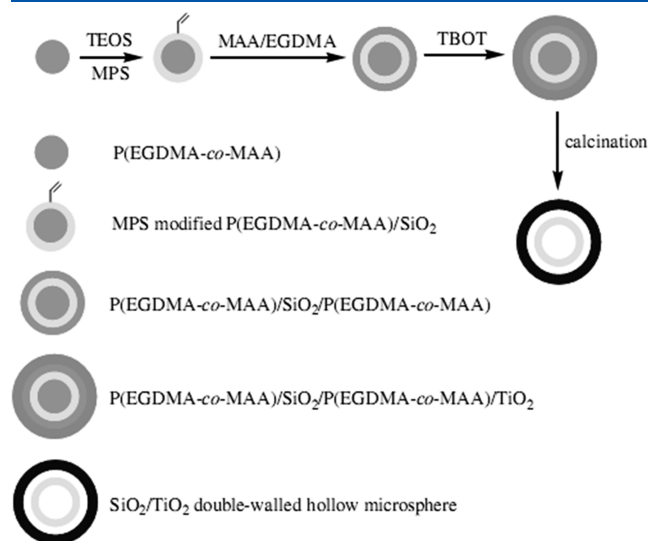 TEOS
MPS
MAA/EGDMA
TBOT
calcination
P(EGDMA-co-MAA)
MPS modified P(EGDMA-co-MAA)/SiO₂
P(EGDMA-co-MAA)/SiO₂/P(EGDMA-co-MAA)
P(EGDMA-co-MAA)/SiO₂/P(EGDMA-co-MAA)/TiO₂
SiO₂/TiO₂ double-walled hollow microsphere